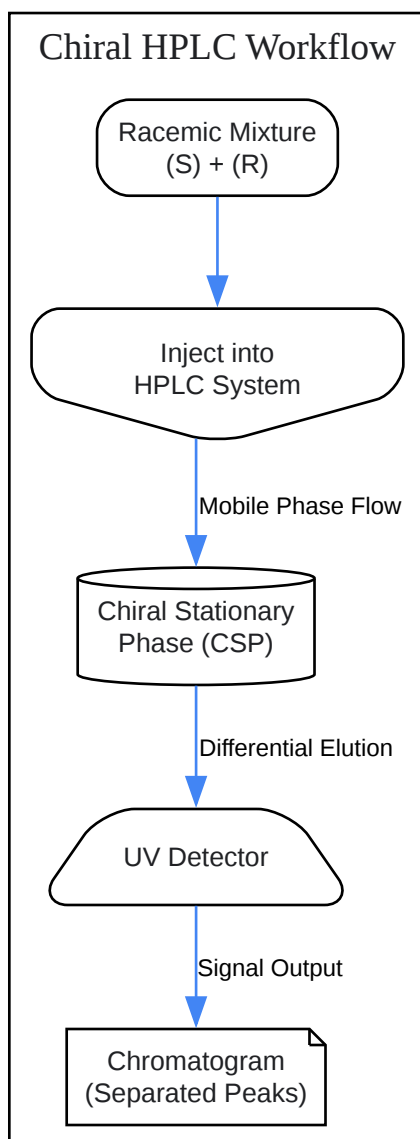 Chiral HPLC Workflow
Racemic Mixture
(S) + (R)
Inject into
HPLC System
Mobile Phase Flow
Chiral Stationary
Phase (CSP)
Differential Elution
UV Detector
Signal Output
Chromatogram
(Separated Peaks)